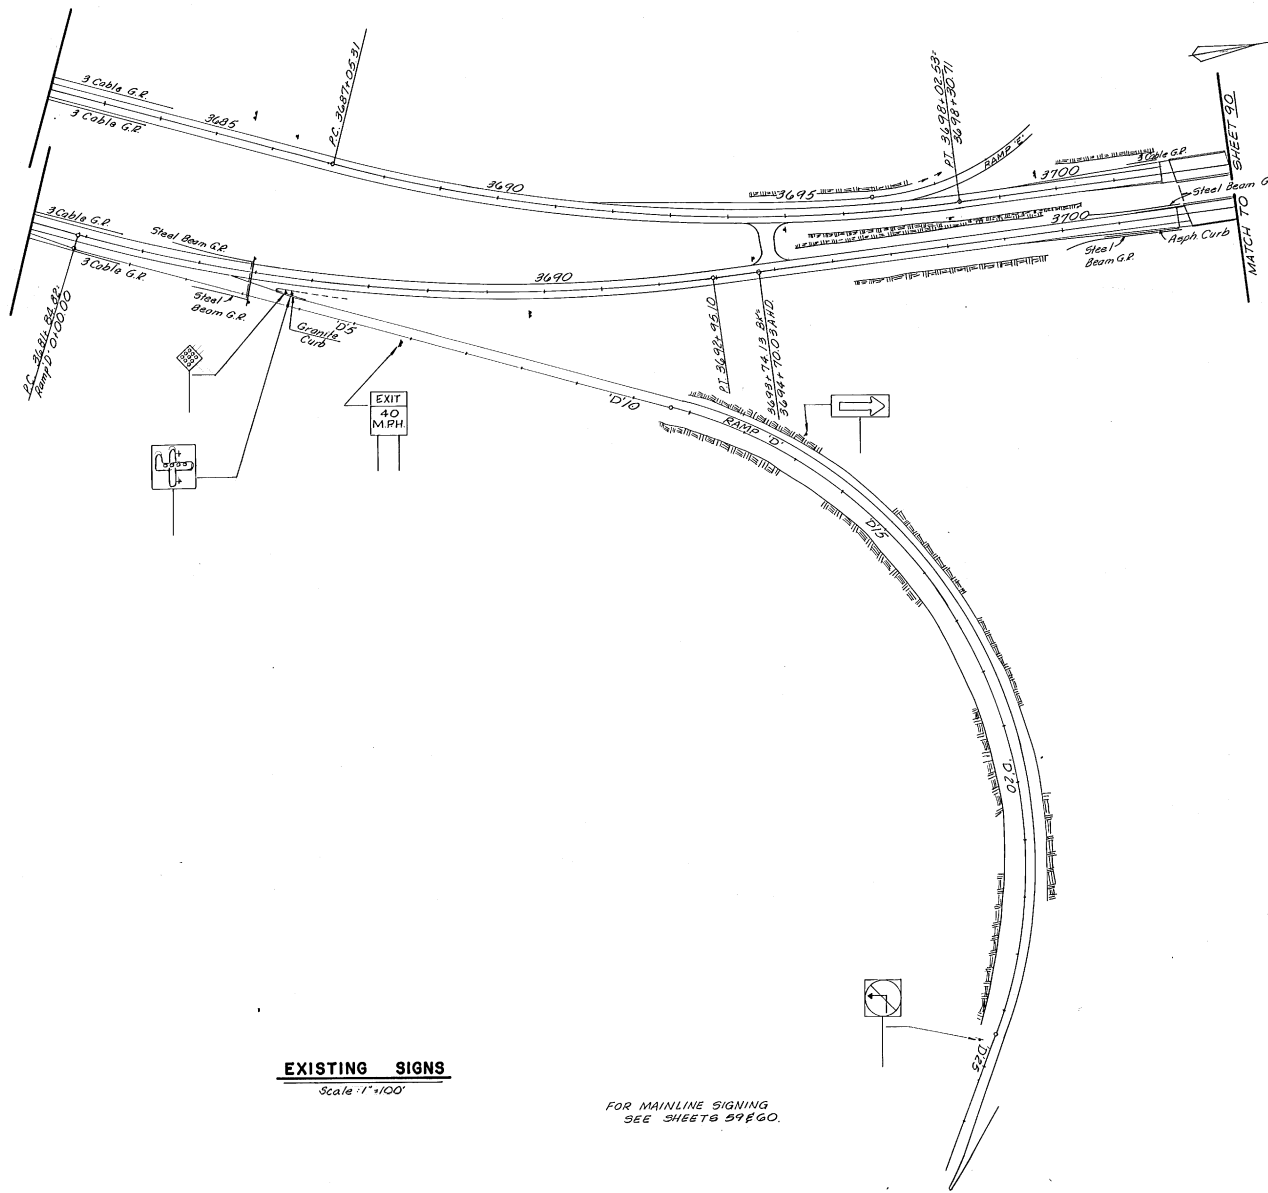 3 Cable G.R.
3 Cable G.R.
3685
P.C. 3687+05.31
3690
3695
RAMP 'E'
PT. 3698+02.53=
3698+30.71
3700
3 Cable G.R.
SHEET 90
MATCH TO
Steel Beam G
3700
Asph. Curb
Steel
Beam G.R.
3 Cable G.R.
Steel Beam G.R.
3 Cable G.R.
P.C. 3681+84.82=
Ramp 'D' 0+00.00
Steel
Beam G.R.
Granite
Curb
'D'5
3690
PT 3692+95.10
3693+74.13 BK=
3694+70.03 AHD.
EXIT
40
M.P.H.
'D'10
RAMP 'D'
'D'15
'D'20
'D'25
EXISTING SIGNS
Scale: 1"=100'
FOR MAINLINE SIGNING
SEE SHEETS 59 & 60.